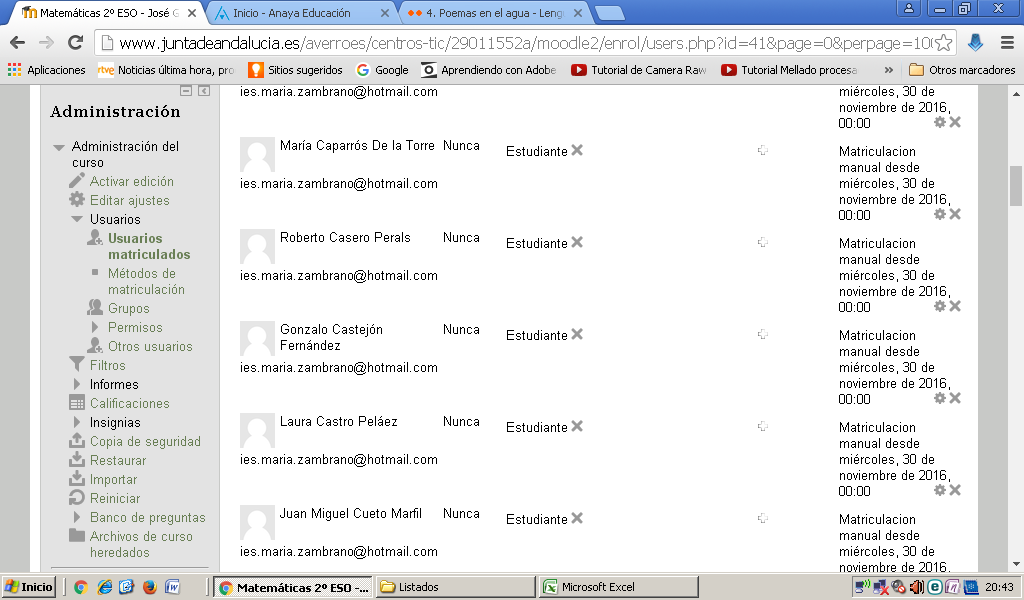 Matemáticas 2º ESO - José G
Inicio - Anaya Educación
4. Poemas en el agua - Leng
www.juntadeandalucia.es/averroes/centros-tic/29011552a/moodle2/enrol/users.php?id=41&page=0&perpage=10
Aplicaciones
rtve Noticias última hora, pro
Sitios sugeridos
Google
Aprendiendo con Adobe
Tutorial de Camera Raw
Tutorial Mellado procesa
»
Otros marcadores
Administración
Administración del
curso
Activar edición
Editar ajustes
Usuarios
Usuarios
matriculados
Métodos de
matriculación
Grupos
Permisos
Otros usuarios
Filtros
Informes
Calificaciones
Insignias
Copia de seguridad
Restaurar
Importar
Reiniciar
Banco de preguntas
Archivos de curso
heredados
ies.maria.zambrano@hotmail.com
miércoles, 30 de
noviembre de 2016,
00:00
María Caparrós De la Torre
Nunca
Estudiante
ies.maria.zambrano@hotmail.com
Matriculacion
manual desde
miércoles, 30 de
noviembre de 2016,
00:00
Roberto Casero Perals
Nunca
Estudiante
ies.maria.zambrano@hotmail.com
Matriculacion
manual desde
miércoles, 30 de
noviembre de 2016,
00:00
Gonzalo Castejón
Fernández
Nunca
Estudiante
ies.maria.zambrano@hotmail.com
Matriculacion
manual desde
miércoles, 30 de
noviembre de 2016,
00:00
Laura Castro Peláez
Nunca
Estudiante
ies.maria.zambrano@hotmail.com
Matriculacion
manual desde
miércoles, 30 de
noviembre de 2016,
00:00
Juan Miguel Cueto Marfil
Nunca
Estudiante
ies.maria.zambrano@hotmail.com
Matriculacion
manual desde
miércoles, 30 de
noviembre de 2016,
Inicio
Matemáticas 2º ESO -...
Listados
Microsoft Excel
20:43